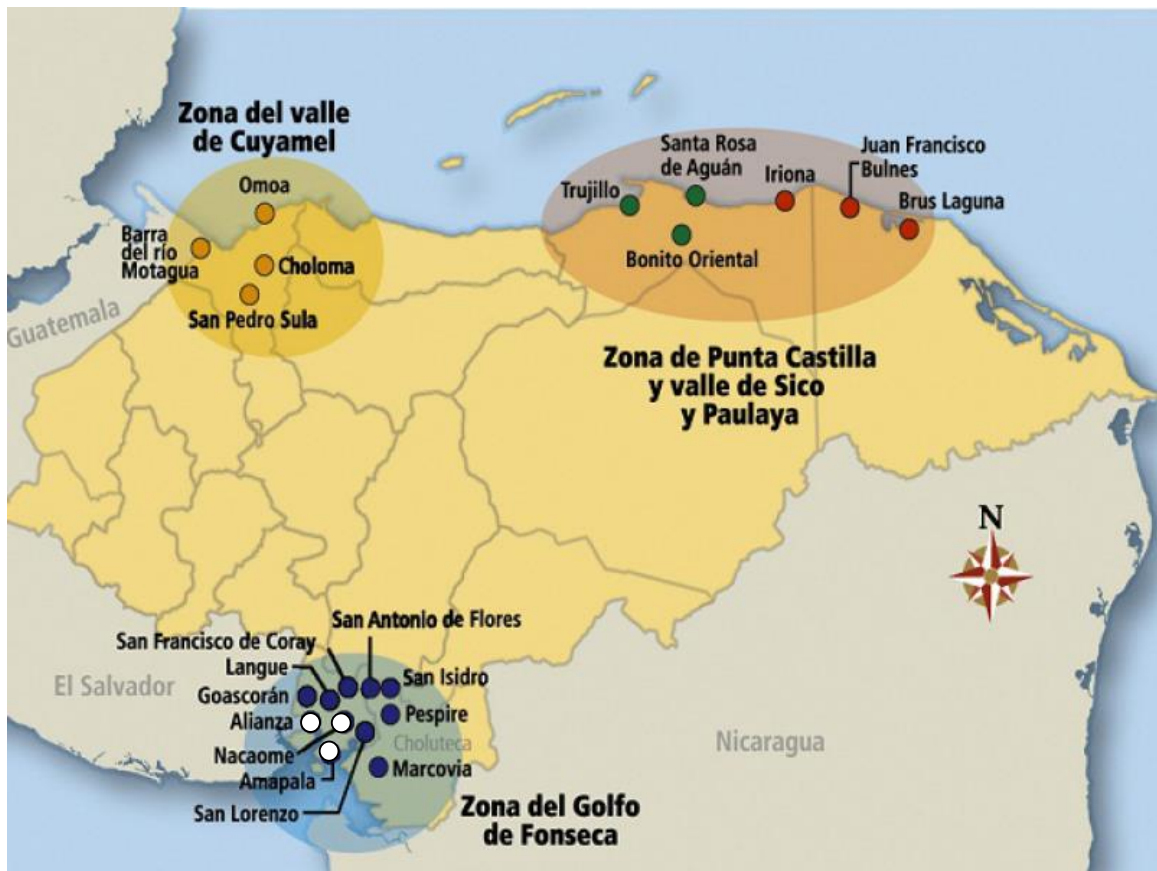 Zona del valle
de Cuyamel
Omoa
Barra
del río
Motagua
Choloma
San Pedro Sula
Guatemala
Santa Rosa
de Aguán
Trujillo
Iriona
Juan Francisco
Bulnes
Brus Laguna
Bonito Oriental
Zona de Punta Castilla
y valle de Sico
y Paulaya
N
San Antonio de Flores
San Francisco de Coray
Langue
San Isidro
El Salvador
Goascorán
Alianza
Pespire
Choluteca
Nicaragua
Nacaome
Amapala
Marcovia
San Lorenzo
Zona del Golfo
de Fonseca